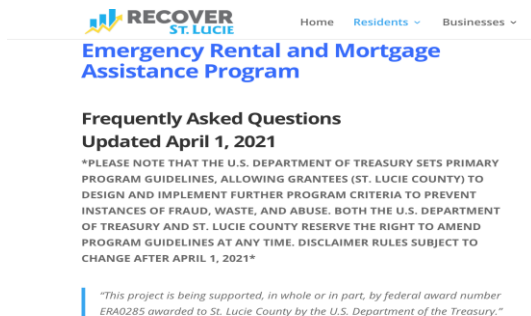 RECOVER
ST. LUCIE
Home Residents Businesses
Emergency Rental and Mortgage
Assistance Program
Frequently Asked Questions
Updated April 1, 2021
*PLEASE NOTE THAT THE U.S. DEPARTMENT OF TREASURY SETS PRIMARY
PROGRAM GUIDELINES, ALLOWING GRANTEES (ST. LUCIE COUNTY) TO
DESIGN AND IMPLEMENT FURTHER PROGRAM CRITERIA TO PREVENT
INSTANCES OF FRAUD, WASTE, AND ABUSE. BOTH THE U.S. DEPARTMENT
OF TREASURY AND ST. LUCIE COUNTY RESERVE THE RIGHT TO AMEND
PROGRAM GUIDELINES AT ANY TIME. DISCLAIMER RULES SUBJECT TO
CHANGE AFTER APRIL 1, 2021*
"This project is being supported, in whole or in part, by federal award number
ERA0285 awarded to St. Lucie County by the U.S. Department of the Treasury."